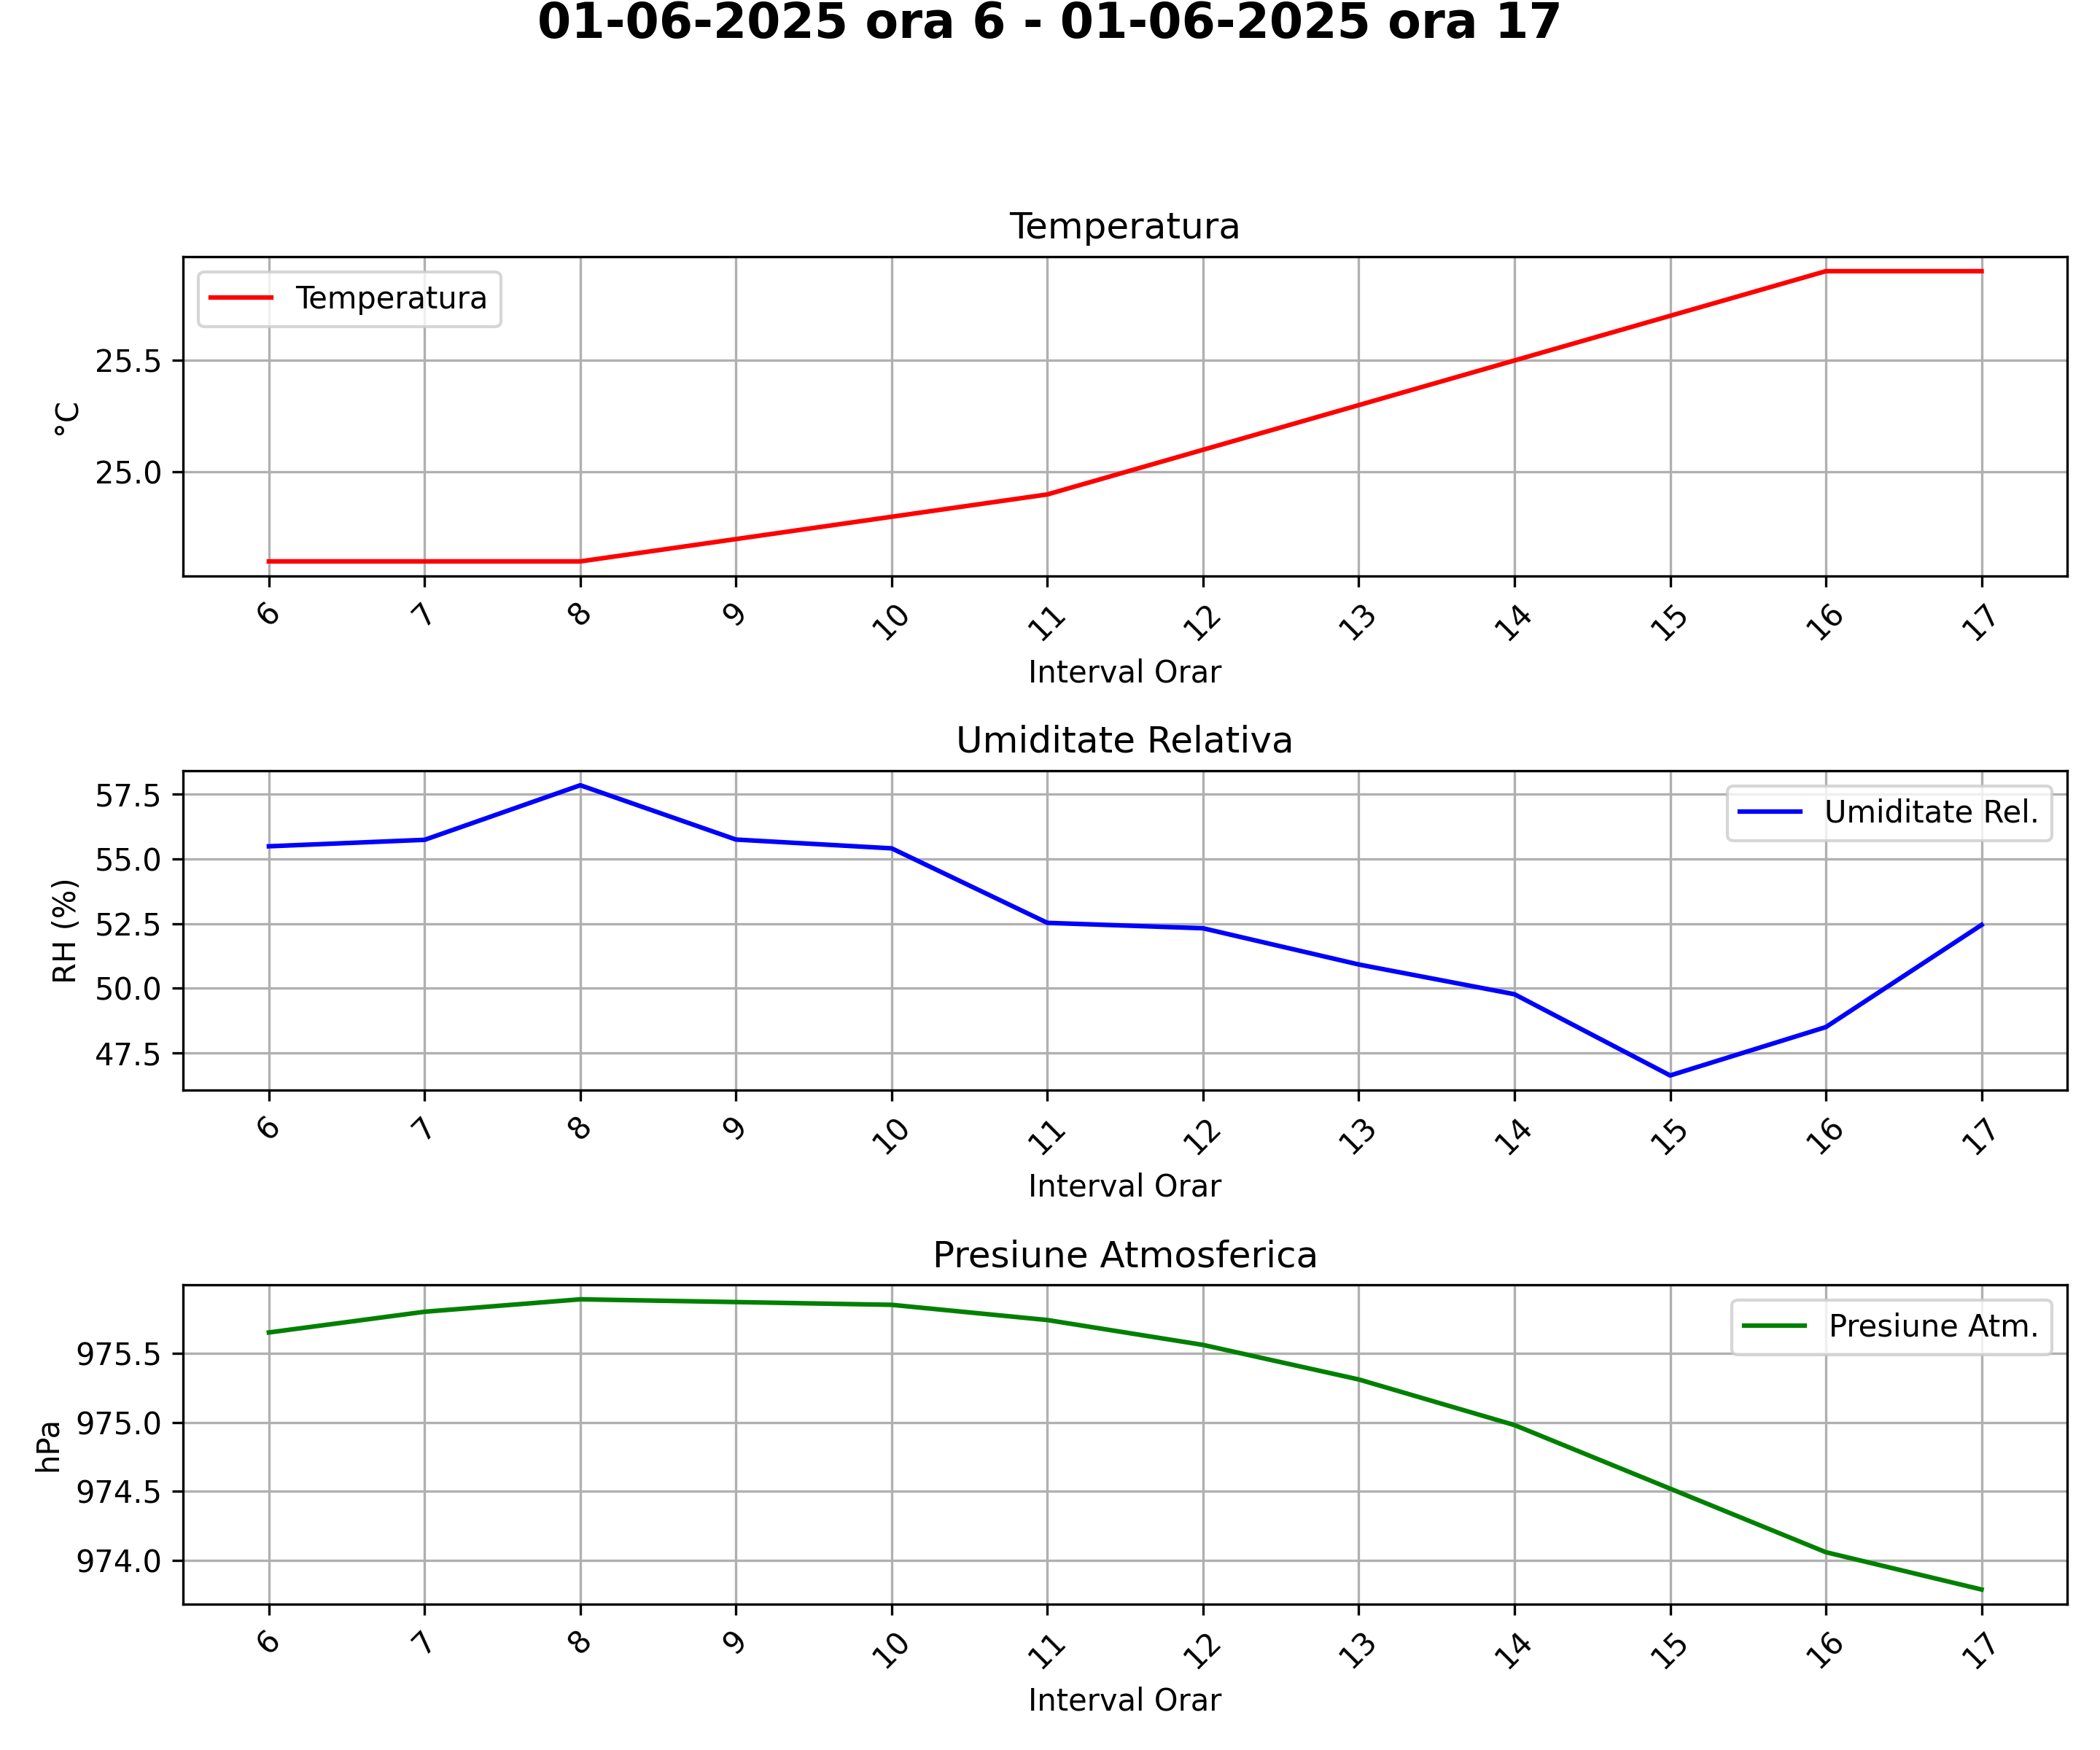 01-06-2025 ora 6 - 01-06-2025 ora 17
Temperatura
Temperatura
25.5
25.0
°C
6 7 8 9 10 11 12 13 14 15 16 17
Interval Orar
Umiditate Relativa
Umiditate Rel.
57.5
55.0
52.5
50.0
47.5
RH (%)
6 7 8 9 10 11 12 13 14 15 16 17
Interval Orar
Presiune Atmosferica
Presiune Atm.
975.5
975.0
974.5
974.0
hPa
6 7 8 9 10 11 12 13 14 15 16 17
Interval Orar